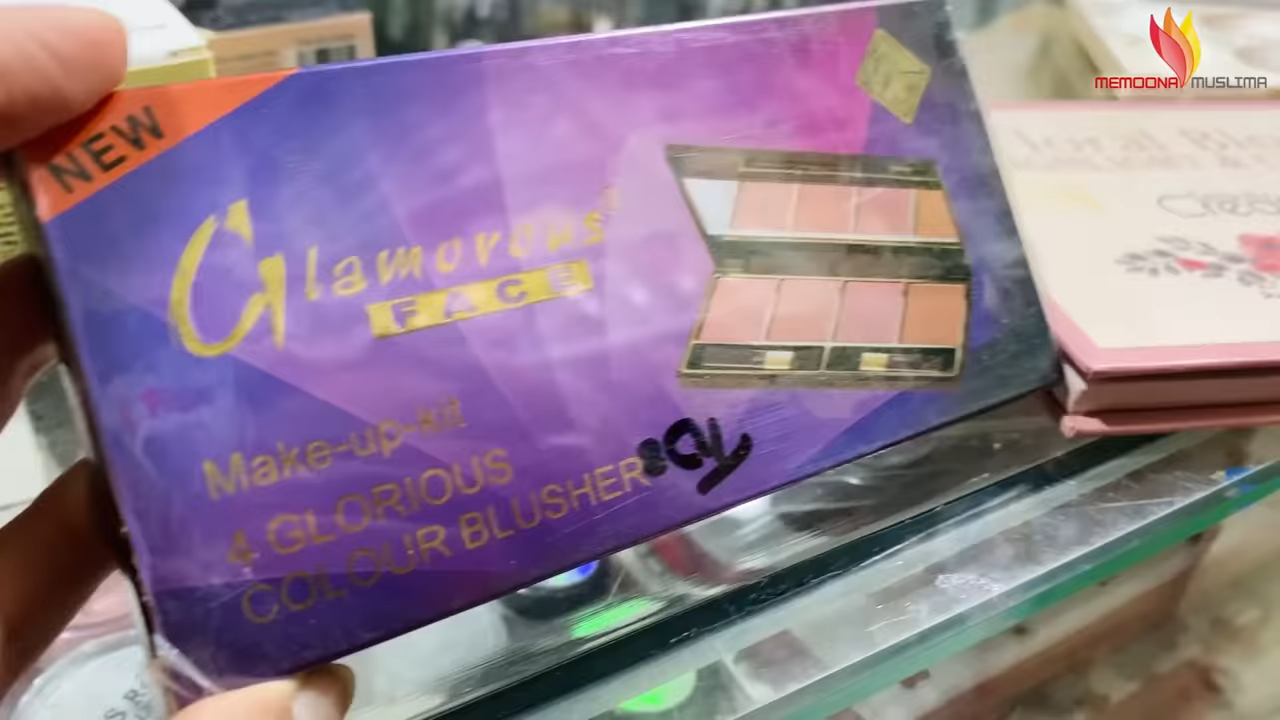 MEMOONA MUSLIMA
NEW
Glamorous
FACE
Make-up-kit
4 GLORIOUS
COLOUR BLUSHER